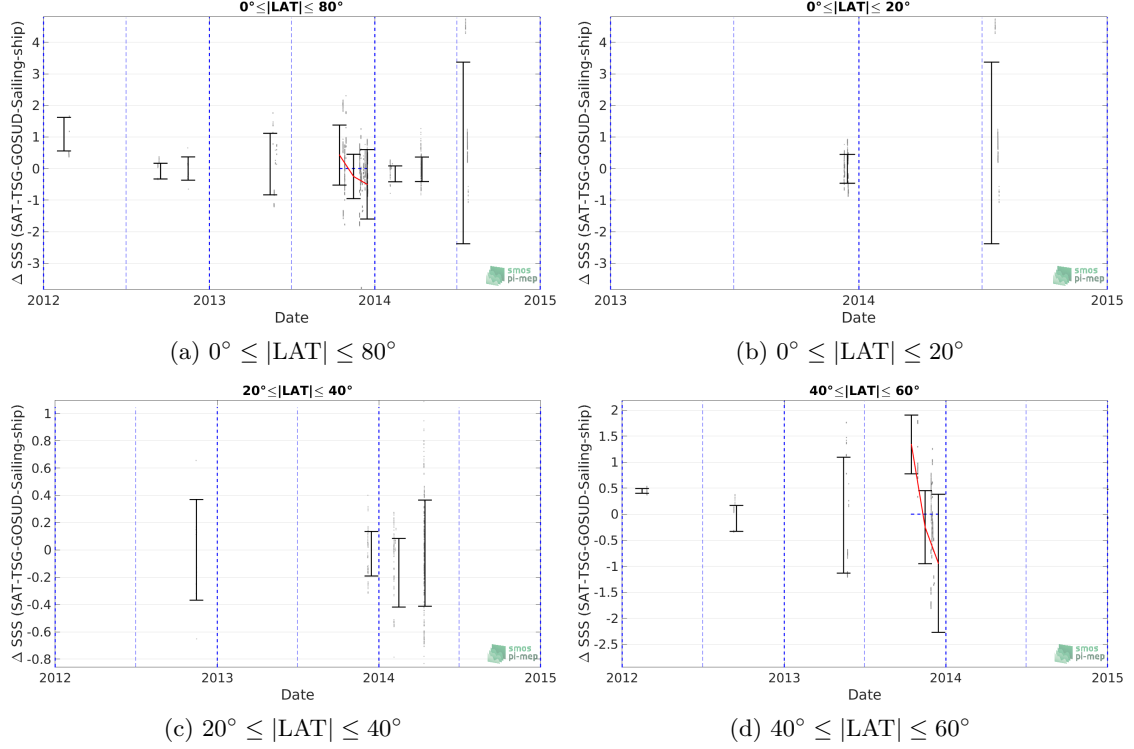 0°≤|LAT|≤ 80°
Δ SSS (SAT-TSG-GOSUD-Sailing-ship)
4
3
2
1
0
-1
-2
-3
smos
pi-mep
2012 2013 2014 2015
Date
(a) 0° ≤ |LAT| ≤ 80°
0°≤|LAT|≤ 20°
Δ SSS (SAT-TSG-GOSUD-Sailing-ship)
4
3
2
1
0
-1
-2
-3
smos
pi-mep
2013 2014 2015
Date
(b) 0° ≤ |LAT| ≤ 20°
20°≤|LAT|≤ 40°
Δ SSS (SAT-TSG-GOSUD-Sailing-ship)
1
0.8
0.6
0.4
0.2
0
-0.2
-0.4
-0.6
-0.8
smos
pi-mep
2012 2013 2014 2015
Date
(c) 20° ≤ |LAT| ≤ 40°
40°≤|LAT|≤ 60°
Δ SSS (SAT-TSG-GOSUD-Sailing-ship)
2
1.5
1
0.5
0
-0.5
-1
-1.5
-2
-2.5
smos
pi-mep
2012 2013 2014 2015
Date
(d) 40° ≤ |LAT| ≤ 60°